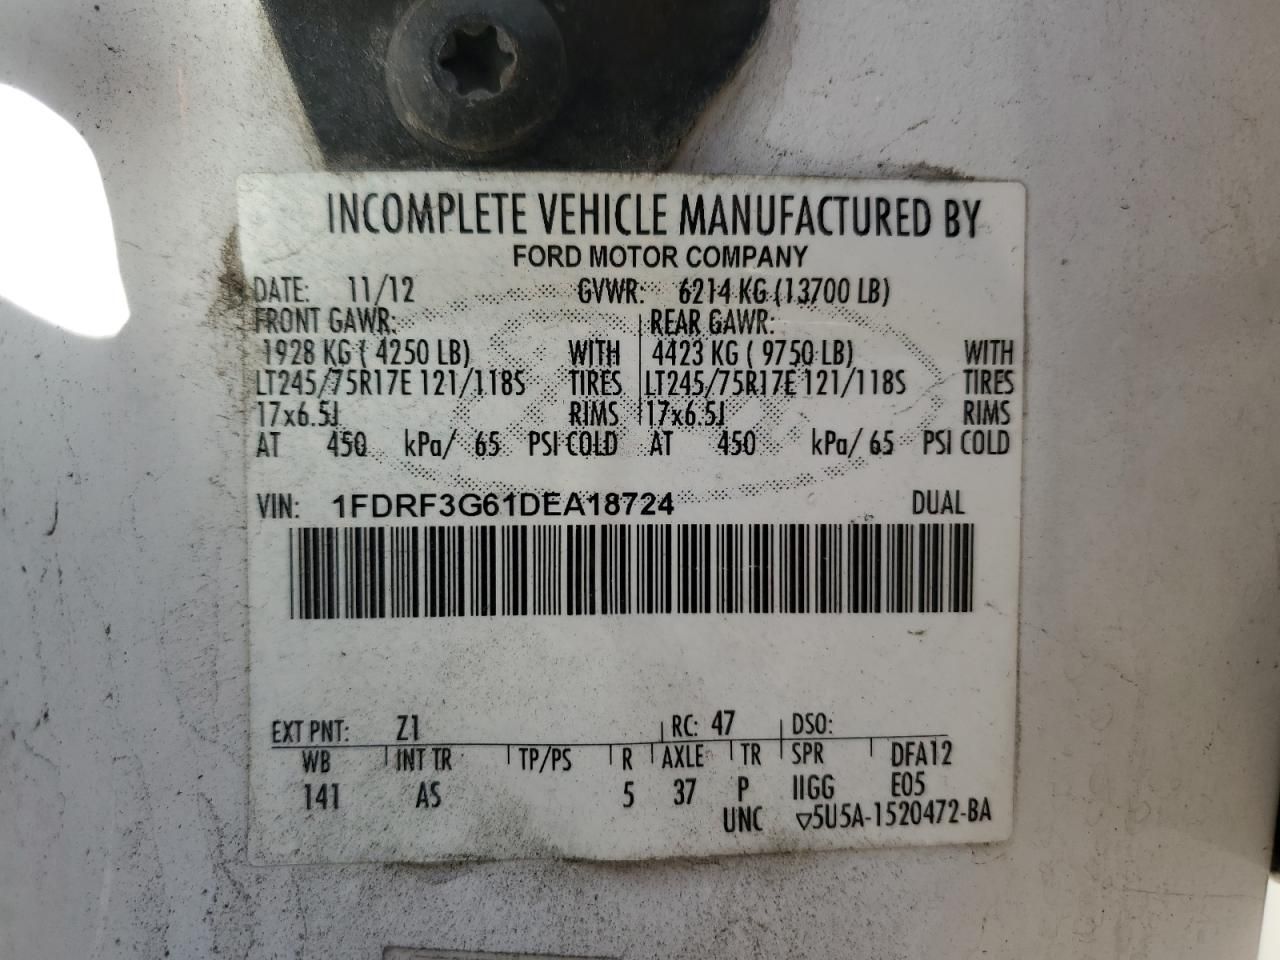 INCOMPLETE VEHICLE MANUFACTURED BY
FORD MOTOR COMPANY
DATE: 11/12 GVWR: 6214 KG (13700 LB)
FRONT GAWR: REAR GAWR:
1928 KG ( 4250 LB) WITH 4423 KG ( 9750 LB) WITH
LT245/75R17E 121/118S TIRES LT245/75R17E 121/118S TIRES
17x6.5J RIMS 17x6.5J RIMS
AT 450 kPa/ 65 PSI COLD AT 450 kPa/ 65 PSI COLD
VIN: 1FDRF3G61DEA18724 DUAL
EXT PNT: Z1 RC: 47 DSO:
WB INT TR TP/PS R AXLE TR SPR DFA12
141 AS 5 37 P IIGG E05
UNC ▽5U5A-1520472-BA